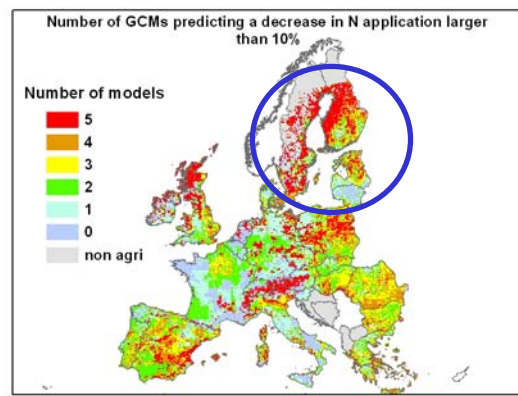 Number of GCMs predicting a decrease in N application larger
than 10%
Number of models
5
4
3
2
1
0
non agri